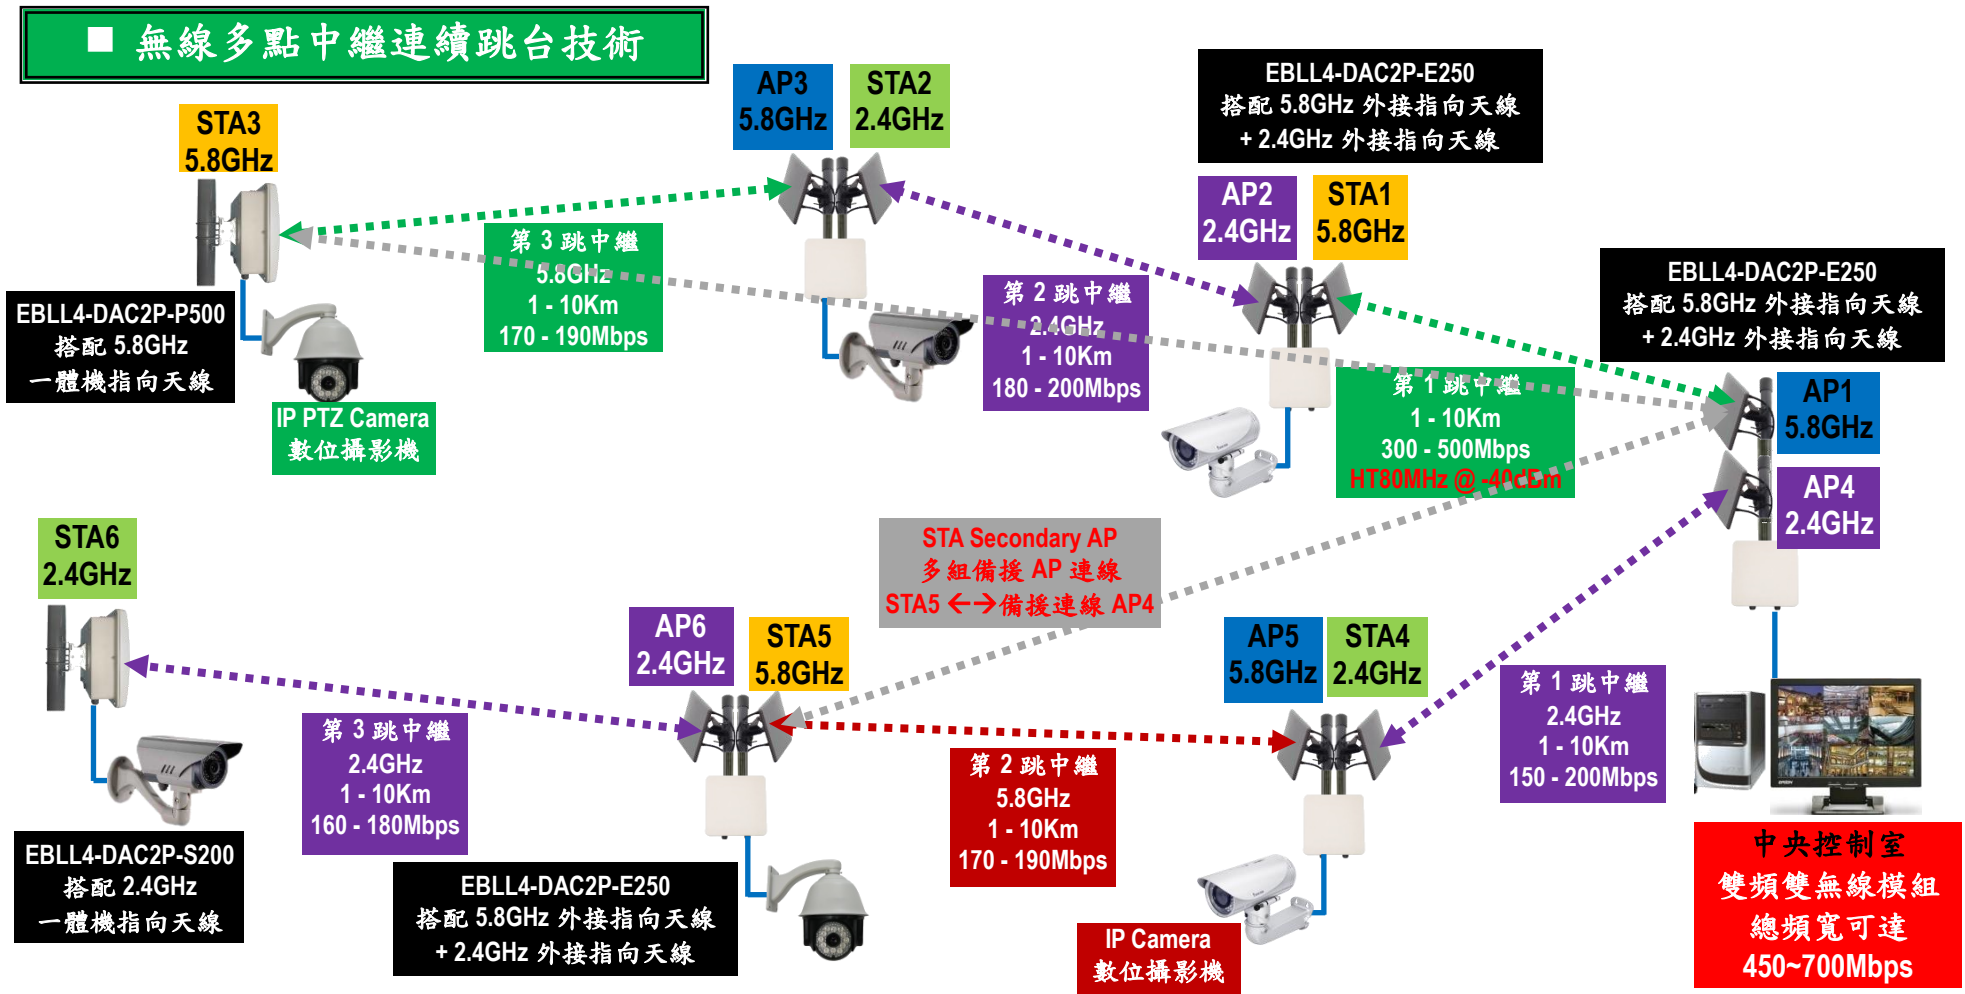 ■ 無線多點中繼連續跳台技術
STA3
5.8GHz
AP3
5.8GHz
STA2
2.4GHz
EBLL4-DAC2P-E250
搭配 5.8GHz 外接指向天線
+ 2.4GHz 外接指向天線
AP2
2.4GHz
STA1
5.8GHz
EBLL4-DAC2P-E250
搭配 5.8GHz 外接指向天線
+ 2.4GHz 外接指向天線
第 3 跳中繼
5.8GHz
1 - 10Km
170 - 190Mbps
第 2 跳中繼
2.4GHz
1 - 10Km
180 - 200Mbps
第 1 跳中繼
1 - 10Km
300 - 500Mbps
HT80MHz @ -40dBm
EBLL4-DAC2P-P500
搭配 5.8GHz
一體機指向天線
IP PTZ Camera
數位攝影機
AP1
5.8GHz
AP4
2.4GHz
STA6
2.4GHz
STA Secondary AP
多組備援 AP 連線
STA5 ←→備援連線 AP4
AP6
2.4GHz
STA5
5.8GHz
AP5
5.8GHz
STA4
2.4GHz
第 3 跳中繼
2.4GHz
1 - 10Km
160 - 180Mbps
第 2 跳中繼
5.8GHz
1 - 10Km
170 - 190Mbps
第 1 跳中繼
2.4GHz
1 - 10Km
150 - 200Mbps
EBLL4-DAC2P-S200
搭配 2.4GHz
一體機指向天線
EBLL4-DAC2P-E250
搭配 5.8GHz 外接指向天線
+ 2.4GHz 外接指向天線
IP Camera
數位攝影機
中央控制室
雙頻雙無線模組
總頻寬可達
450~700Mbps